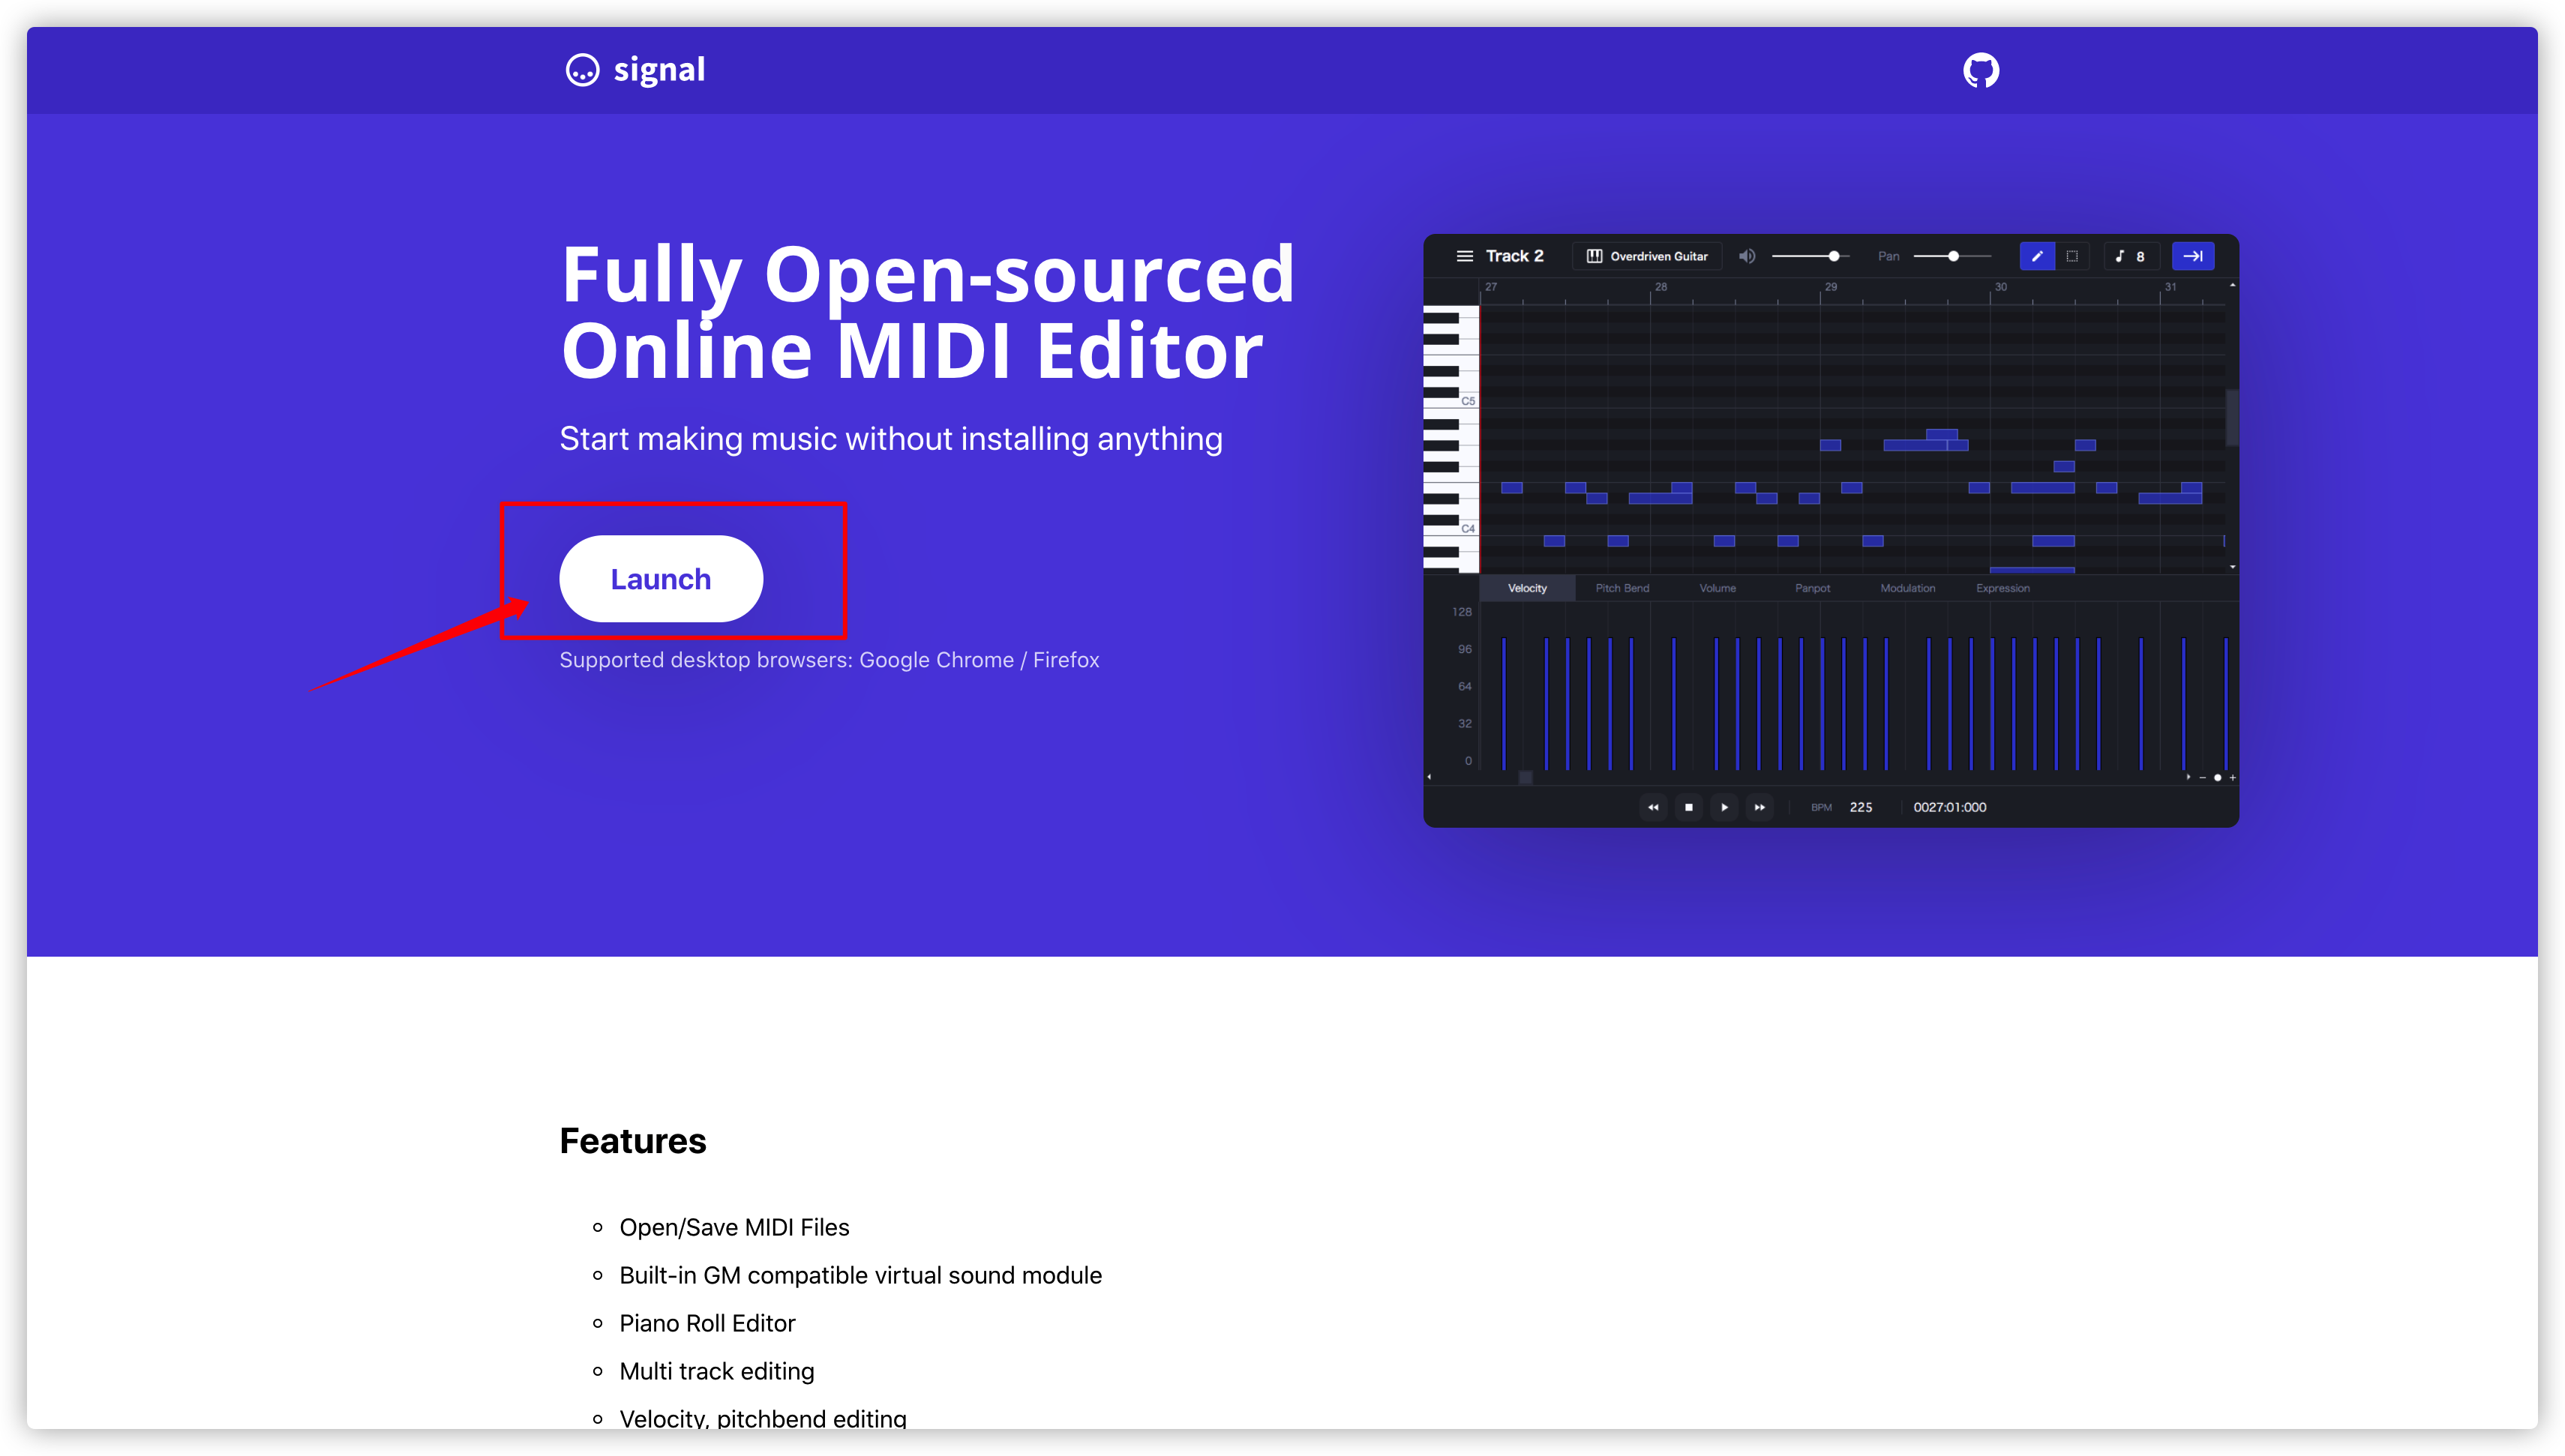 signal
Fully Open-sourced
Online MIDI Editor
Start making music without installing anything
Launch
Supported desktop browsers: Google Chrome / Firefox
Track 2
Overdriven Guitar
Pan
8
27 28 29 30 31
C5
C4
Velocity Pitch Bend Volume Panpot Modulation Expression
128
96
64
32
0
BPM 225 0027:01:000
Features
Open/Save MIDI Files
Built-in GM compatible virtual sound module
Piano Roll Editor
Multi track editing
Velocity, pitchbend editing